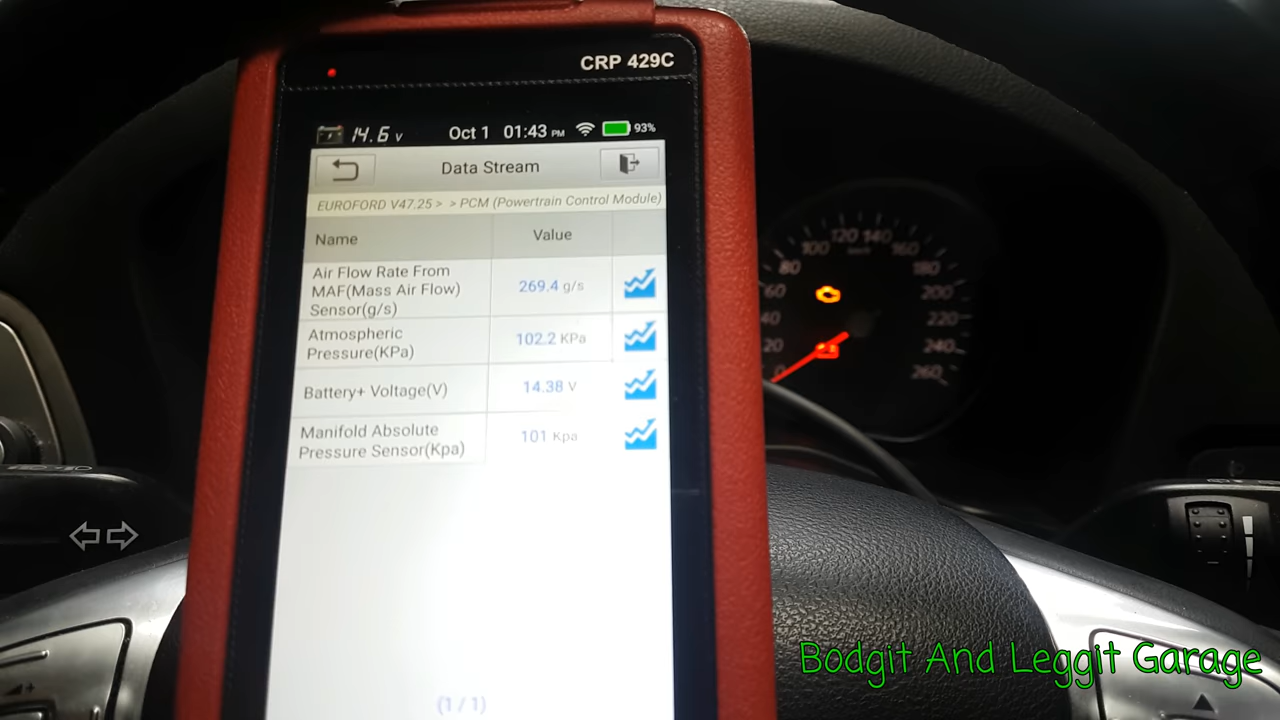 CRP 429C
14.6 v Oct 1 01:43 PM 93%
Data Stream
EUROFORD V47.25 > > PCM (Powertrain Control Module)
Name Value
Air Flow Rate From
MAF(Mass Air Flow)
Sensor(g/s)
269.4 g/s
Atmospheric
Pressure(KPa)
102.2 KPa
Battery+ Voltage(V)
14.38 V
Manifold Absolute
Pressure Sensor(Kpa)
101 Kpa
(1 / 1)
0
20
40
60
80
100
120
140
160
180
200
220
240
260
Bodgit And Leggit Garage